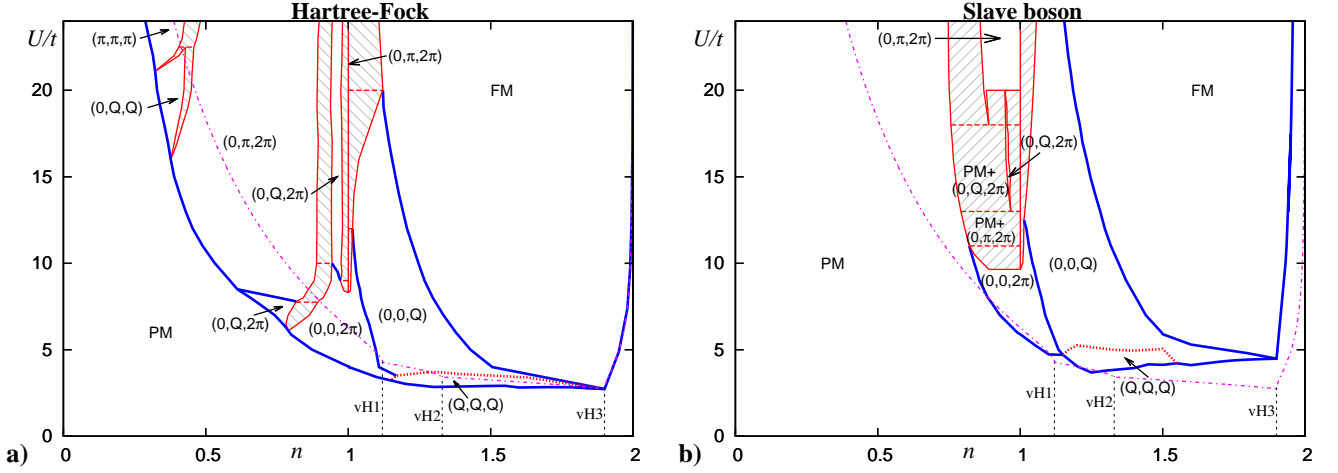 Hartree-Fock
U/t
(π,π,π)
(0,Q,Q)
(0,π,2π)
(0,π,2π)
FM
(0,Q,2π)
(0,Q,2π)
(0,0,2π)
(0,0,Q)
PM
(Q,Q,Q)
vH1
vH2
vH3
20
15
10
5
0
0
0.5
1
1.5
2
n
a)
Slave boson
U/t
(0,π,2π)
FM
(0,Q,2π)
PM+
(0,Q,2π)
PM+
(0,π,2π)
(0,0,2π)
(0,0,Q)
PM
(Q,Q,Q)
vH1
vH2
vH3
20
15
10
5
0
0
0.5
1
1.5
2
n
b)